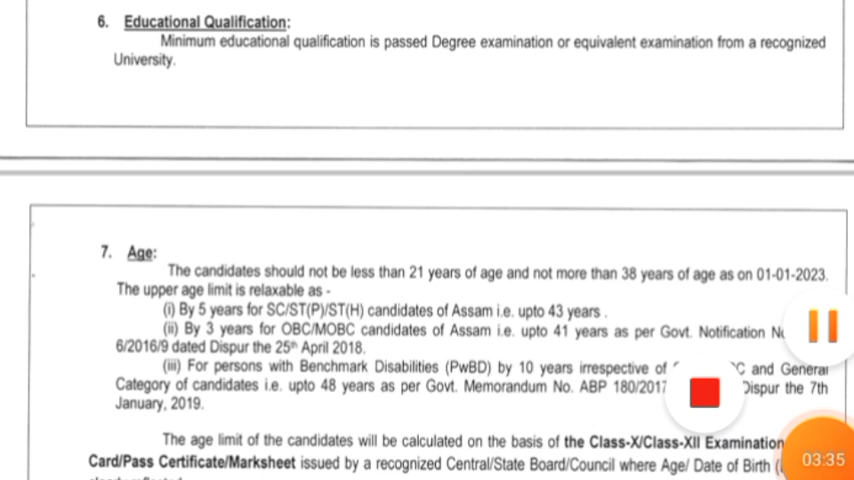 6. Educational Qualification:
Minimum educational qualification is passed Degree examination or equivalent examination from a recognized
University.
7. Age:
The candidates should not be less than 21 years of age and not more than 38 years of age as on 01-01-2023.
The upper age limit is relaxable as -
(i) By 5 years for SC/ST(P)/ST(H) candidates of Assam i.e. upto 43 years .
(ii) By 3 years for OBC/MOBC candidates of Assam i.e. upto 41 years as per Govt. Notification
6/2016/9 dated Dispur the 25th April 2018.
(iii) For persons with Benchmark Disabilities (PwBD) by 10 years irrespective of and General
Category of candidates i.e. upto 48 years as per Govt. Memorandum No. ABP 180/2017 Dispur the 7th
January, 2019.
The age limit of the candidates will be calculated on the basis of the Class-X/Class-XII Examination
Card/Pass Certificate/Marksheet issued by a recognized Central/State Board/Council where Age/ Date of Birth
03:35